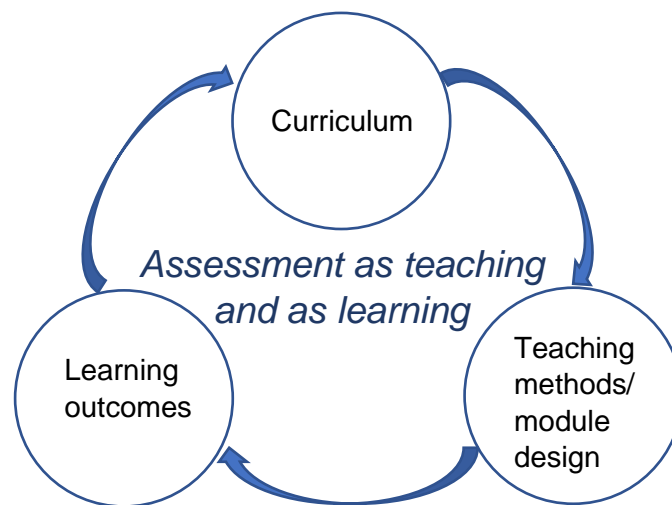 Curriculum
Assessment as teaching
and as learning
Learning
outcomes
Teaching
methods/
module
design